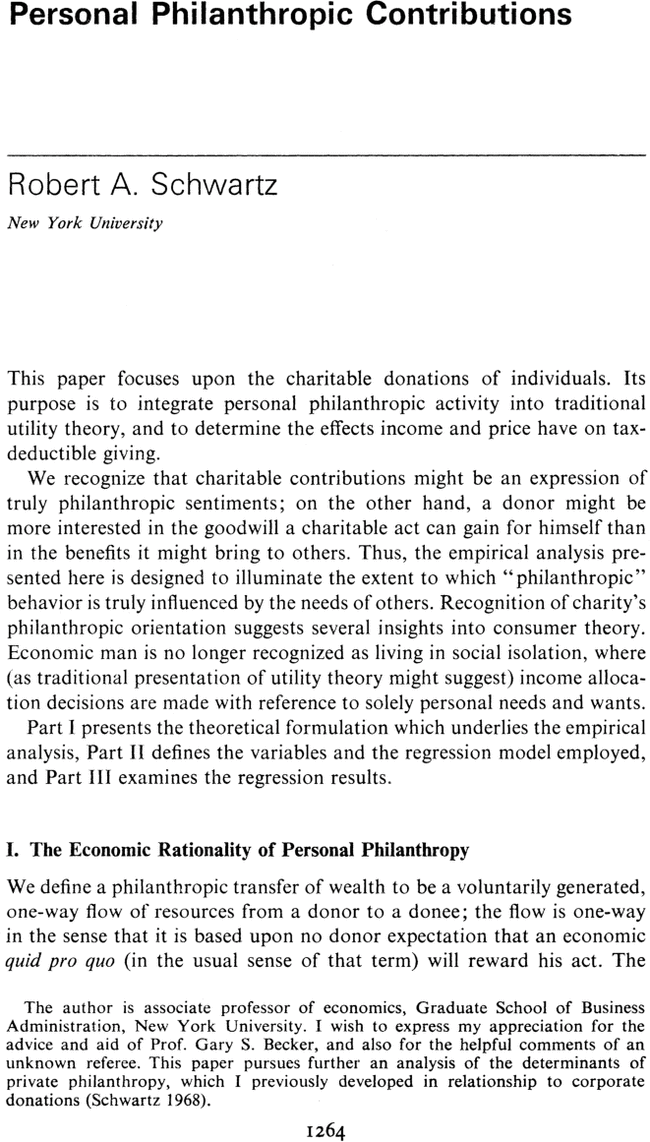 Personal Philanthropic Contributions
Robert A. Schwartz
New York University
This paper focuses upon the charitable donations of individuals. Its
purpose is to integrate personal philanthropic activity into traditional
utility theory, and to determine the effects income and price have on tax-
deductible giving.
We recognize that charitable contributions might be an expression of
truly philanthropic sentiments; on the other hand, a donor might be
more interested in the goodwill a charitable act can gain for himself than
in the benefits it might bring to others. Thus, the empirical analysis pre-
sented here is designed to illuminate the extent to which “philanthropic”
behavior is truly influenced by the needs of others. Recognition of charity’s
philanthropic orientation suggests several insights into consumer theory.
Economic man is no longer recognized as living in social isolation, where
(as traditional presentation of utility theory might suggest) income alloca-
tion decisions are made with reference to solely personal needs and wants.
Part I presents the theoretical formulation which underlies the empirical
analysis, Part II defines the variables and the regression model employed,
and Part III examines the regression results.
I. The Economic Rationality of Personal Philanthropy
We define a philanthropic transfer of wealth to be a voluntarily generated,
one-way flow of resources from a donor to a donee; the flow is one-way
in the sense that it is based upon no donor expectation that an economic
quid pro quo (in the usual sense of that term) will reward his act. The
The author is associate professor of economics, Graduate School of Business
Administration, New York University. I wish to express my appreciation for the
advice and aid of Prof. Gary S. Becker, and also for the helpful comments of an
unknown referee. This paper pursues further an analysis of the determinants of
private philanthropy, which I previously developed in relationship to corporate
donations (Schwartz 1968).
1264